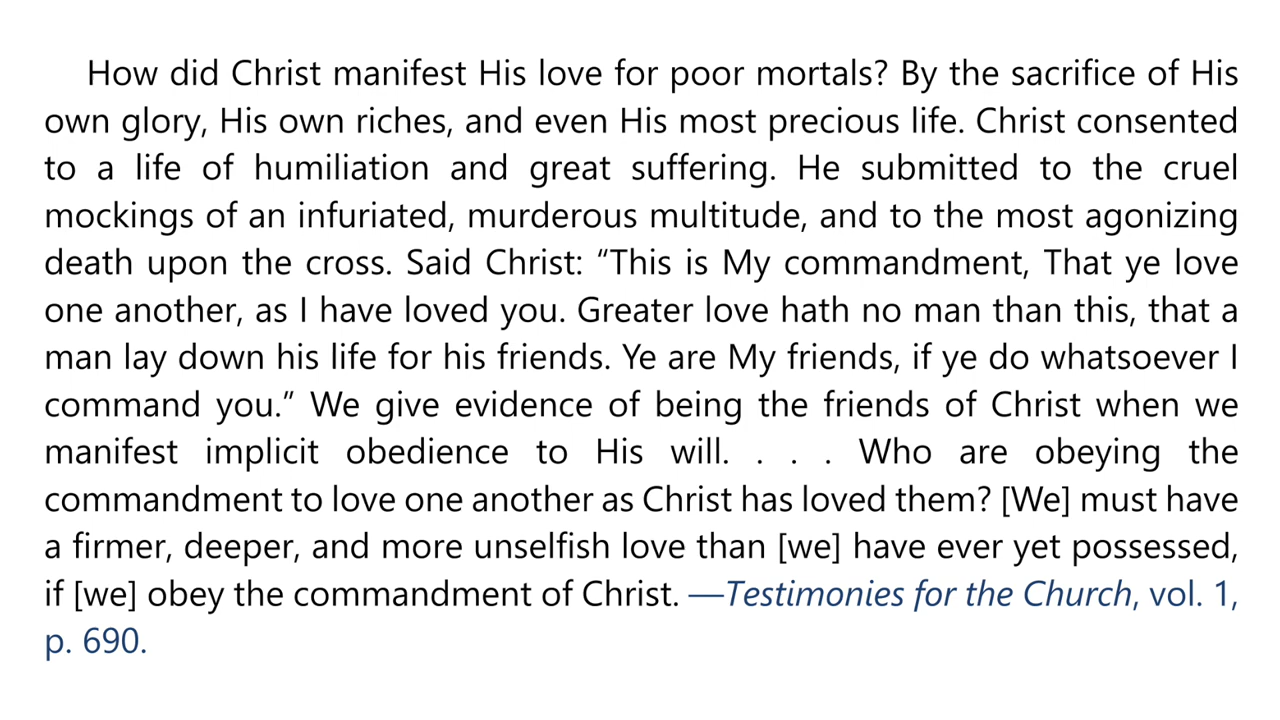 How did Christ manifest His love for poor mortals? By the sacrifice of His
own glory, His own riches, and even His most precious life. Christ consented
to a life of humiliation and great suffering. He submitted to the cruel
mockings of an infuriated, murderous multitude, and to the most agonizing
death upon the cross. Said Christ: “This is My commandment, That ye love
one another, as I have loved you. Greater love hath no man than this, that a
man lay down his life for his friends. Ye are My friends, if ye do whatsoever I
command you.” We give evidence of being the friends of Christ when we
manifest implicit obedience to His will. . . . Who are obeying the
commandment to love one another as Christ has loved them? [We] must have
a firmer, deeper, and more unselfish love than [we] have ever yet possessed,
if [we] obey the commandment of Christ. —Testimonies for the Church, vol. 1,
p. 690.